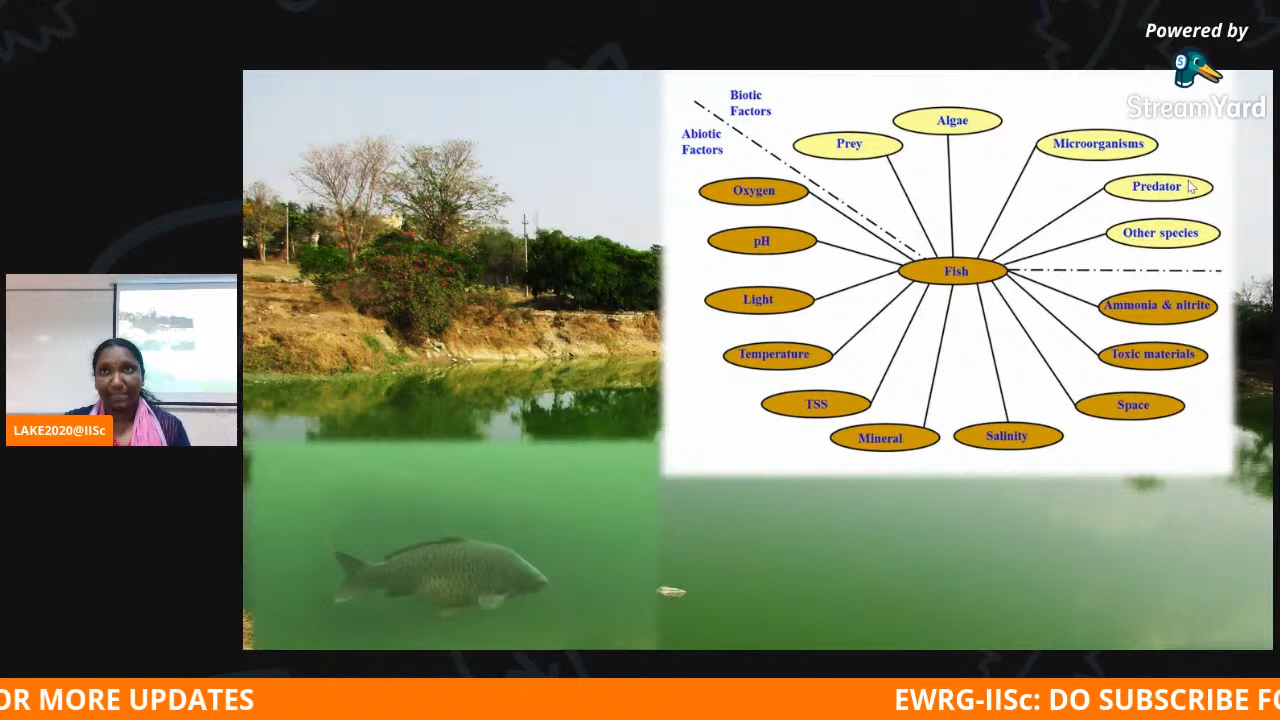 Powered by
S
StreamYard
Biotic
Factors
Abiotic
Factors
Algae
Prey
Microorganisms
Oxygen
Predator
pH
Other species
Fish
Light
Ammonia & nitrite
Temperature
Toxic materials
TSS
Space
Mineral
Salinity
LAKE2020@IISc
OR MORE UPDATES
EWRG-IISc: DO SUBSCRIBE FO